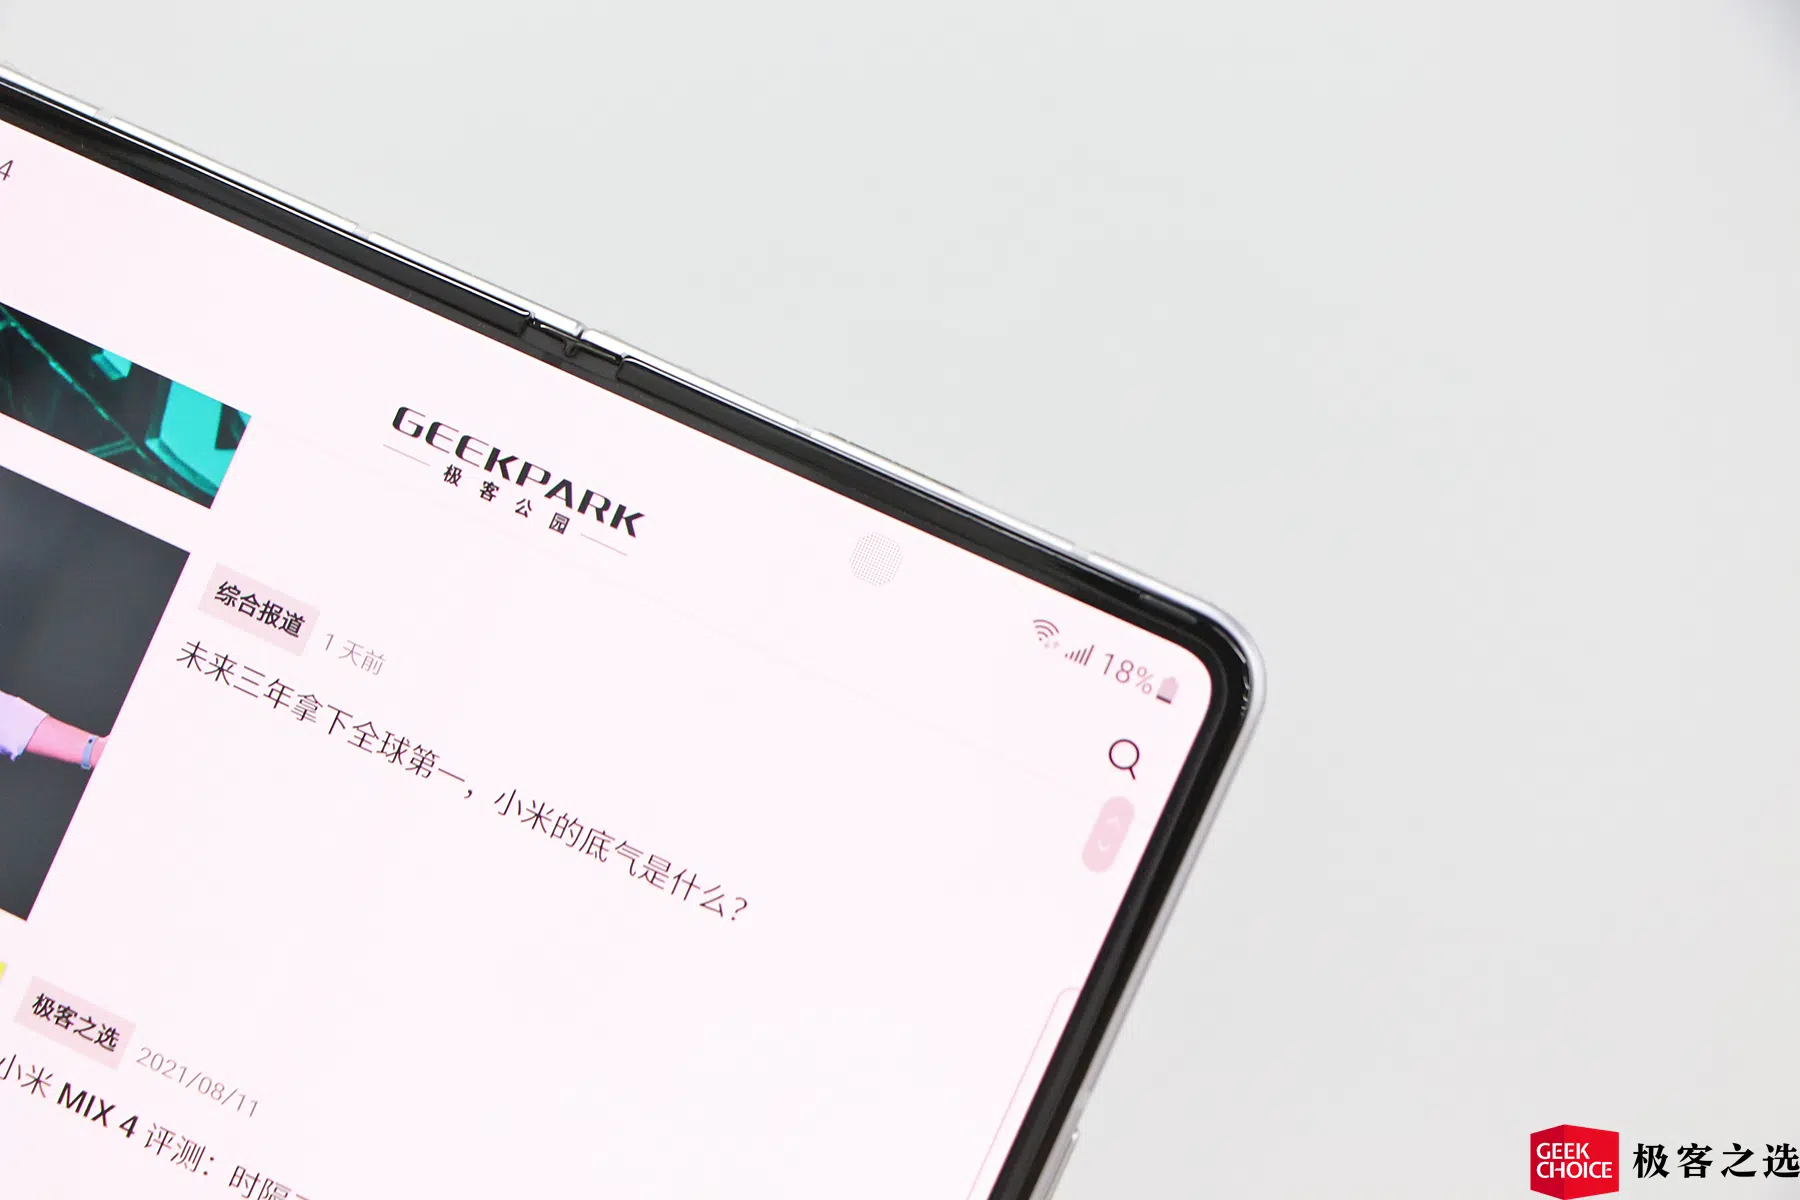 4
GEEKPARK
极客公园
18%
综合报道 1 天前
未来三年拿下全球第一，小米的底气是什么？
极客之选 2021/08/11
小米 MIX 4 评测：时隔
GEEK
CHOICE
极客之选